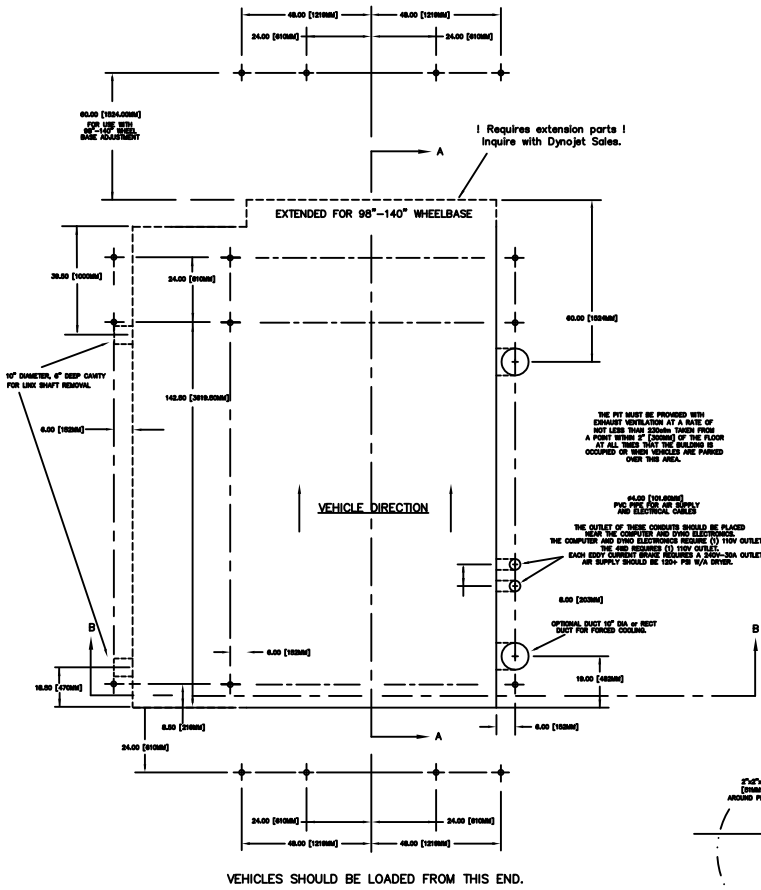 48.00 [1219MM] 48.00 [1219MM]
24.00 [610MM] 24.00 [610MM]
60.00 [1524.00MM]
FOR USE WITH
98"-140" WHEEL
BASE ADJUSTMENT
! Requires extension parts !
Inquire with Dynojet Sales.
A
EXTENDED FOR 98"-140" WHEELBASE
24.00 [610MM]
60.00 [1524MM]
10" DIAMETER, 6" DEEP CAVITY
FOR LINX SHAFT REMOVAL
6.00 [152MM]
THE PIT MUST BE PROVIDED WITH
EXHAUST VENTILATION AT A RATE OF
NOT LESS THAN 230cfm TAKEN FROM
A POINT WITHIN 2" [300MM] OF THE FLOOR
AT ALL TIMES THAT THE BUILDING IS
OCCUPIED OR WHEN VEHICLES ARE PARKED
OVER THIS AREA.
VEHICLE DIRECTION
ø4.00 [101.60MM]
PVC PIPE FOR AIR SUPPLY
AND ELECTRICAL CABLES
THE OUTLET OF THESE CONDUITS SHOULD BE PLACED
NEAR THE COMPUTER AND DYNO ELECTRONICS.
THE COMPUTER AND DYNO ELECTRONICS REQUIRE (1) 110V OUTLET
THE 4WD REQUIRES (1) 110V OUTLET.
EACH EDDY CURRENT BRAKE REQUIRES A 240V-30A OUTLET
AIR SUPPLY SHOULD BE 120+ PSI W/A DRYER.
8.00 [203MM]
OPTIONAL DUCT 10" DIA or RECT
DUCT FOR FORCED COOLING.
B B
6.00 [152MM]
18.50 [470MM]
19.00 [482MM]
8.50 [216MM]
6.00 [152MM]
24.00 [610MM]
A
24.00 [610MM] 24.00 [610MM]
48.00 [1219MM] 48.00 [1219MM]
AROUND
VEHICLES SHOULD BE LOADED FROM THIS END.